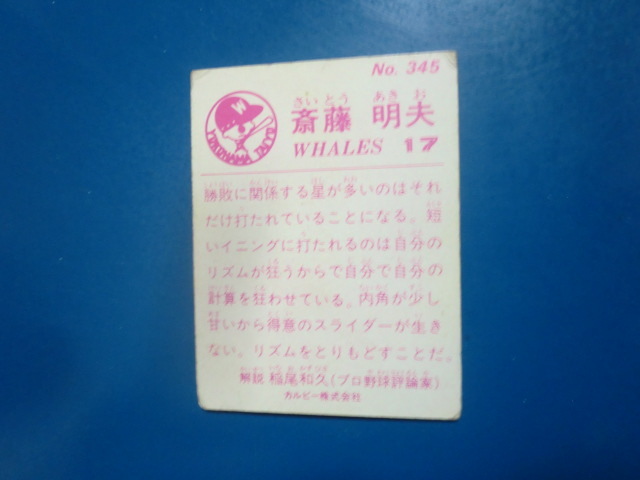 No. 345
さいとう あきお
斎藤 明夫
WHALES 17
W
YOKOHAMA TAIYO
勝敗に関係する星が多いのはそれ
だけ打たれていることになる。短
いイニングに打たれるのは自分の
リズムが狂うからで自分で自分の
計算を狂わせている。内角が少し
甘いから得意のスライダーが生き
ない。リズムをとりもどすことだ。
解説 稲尾和久(プロ野球評論家)
カルビー株式会社